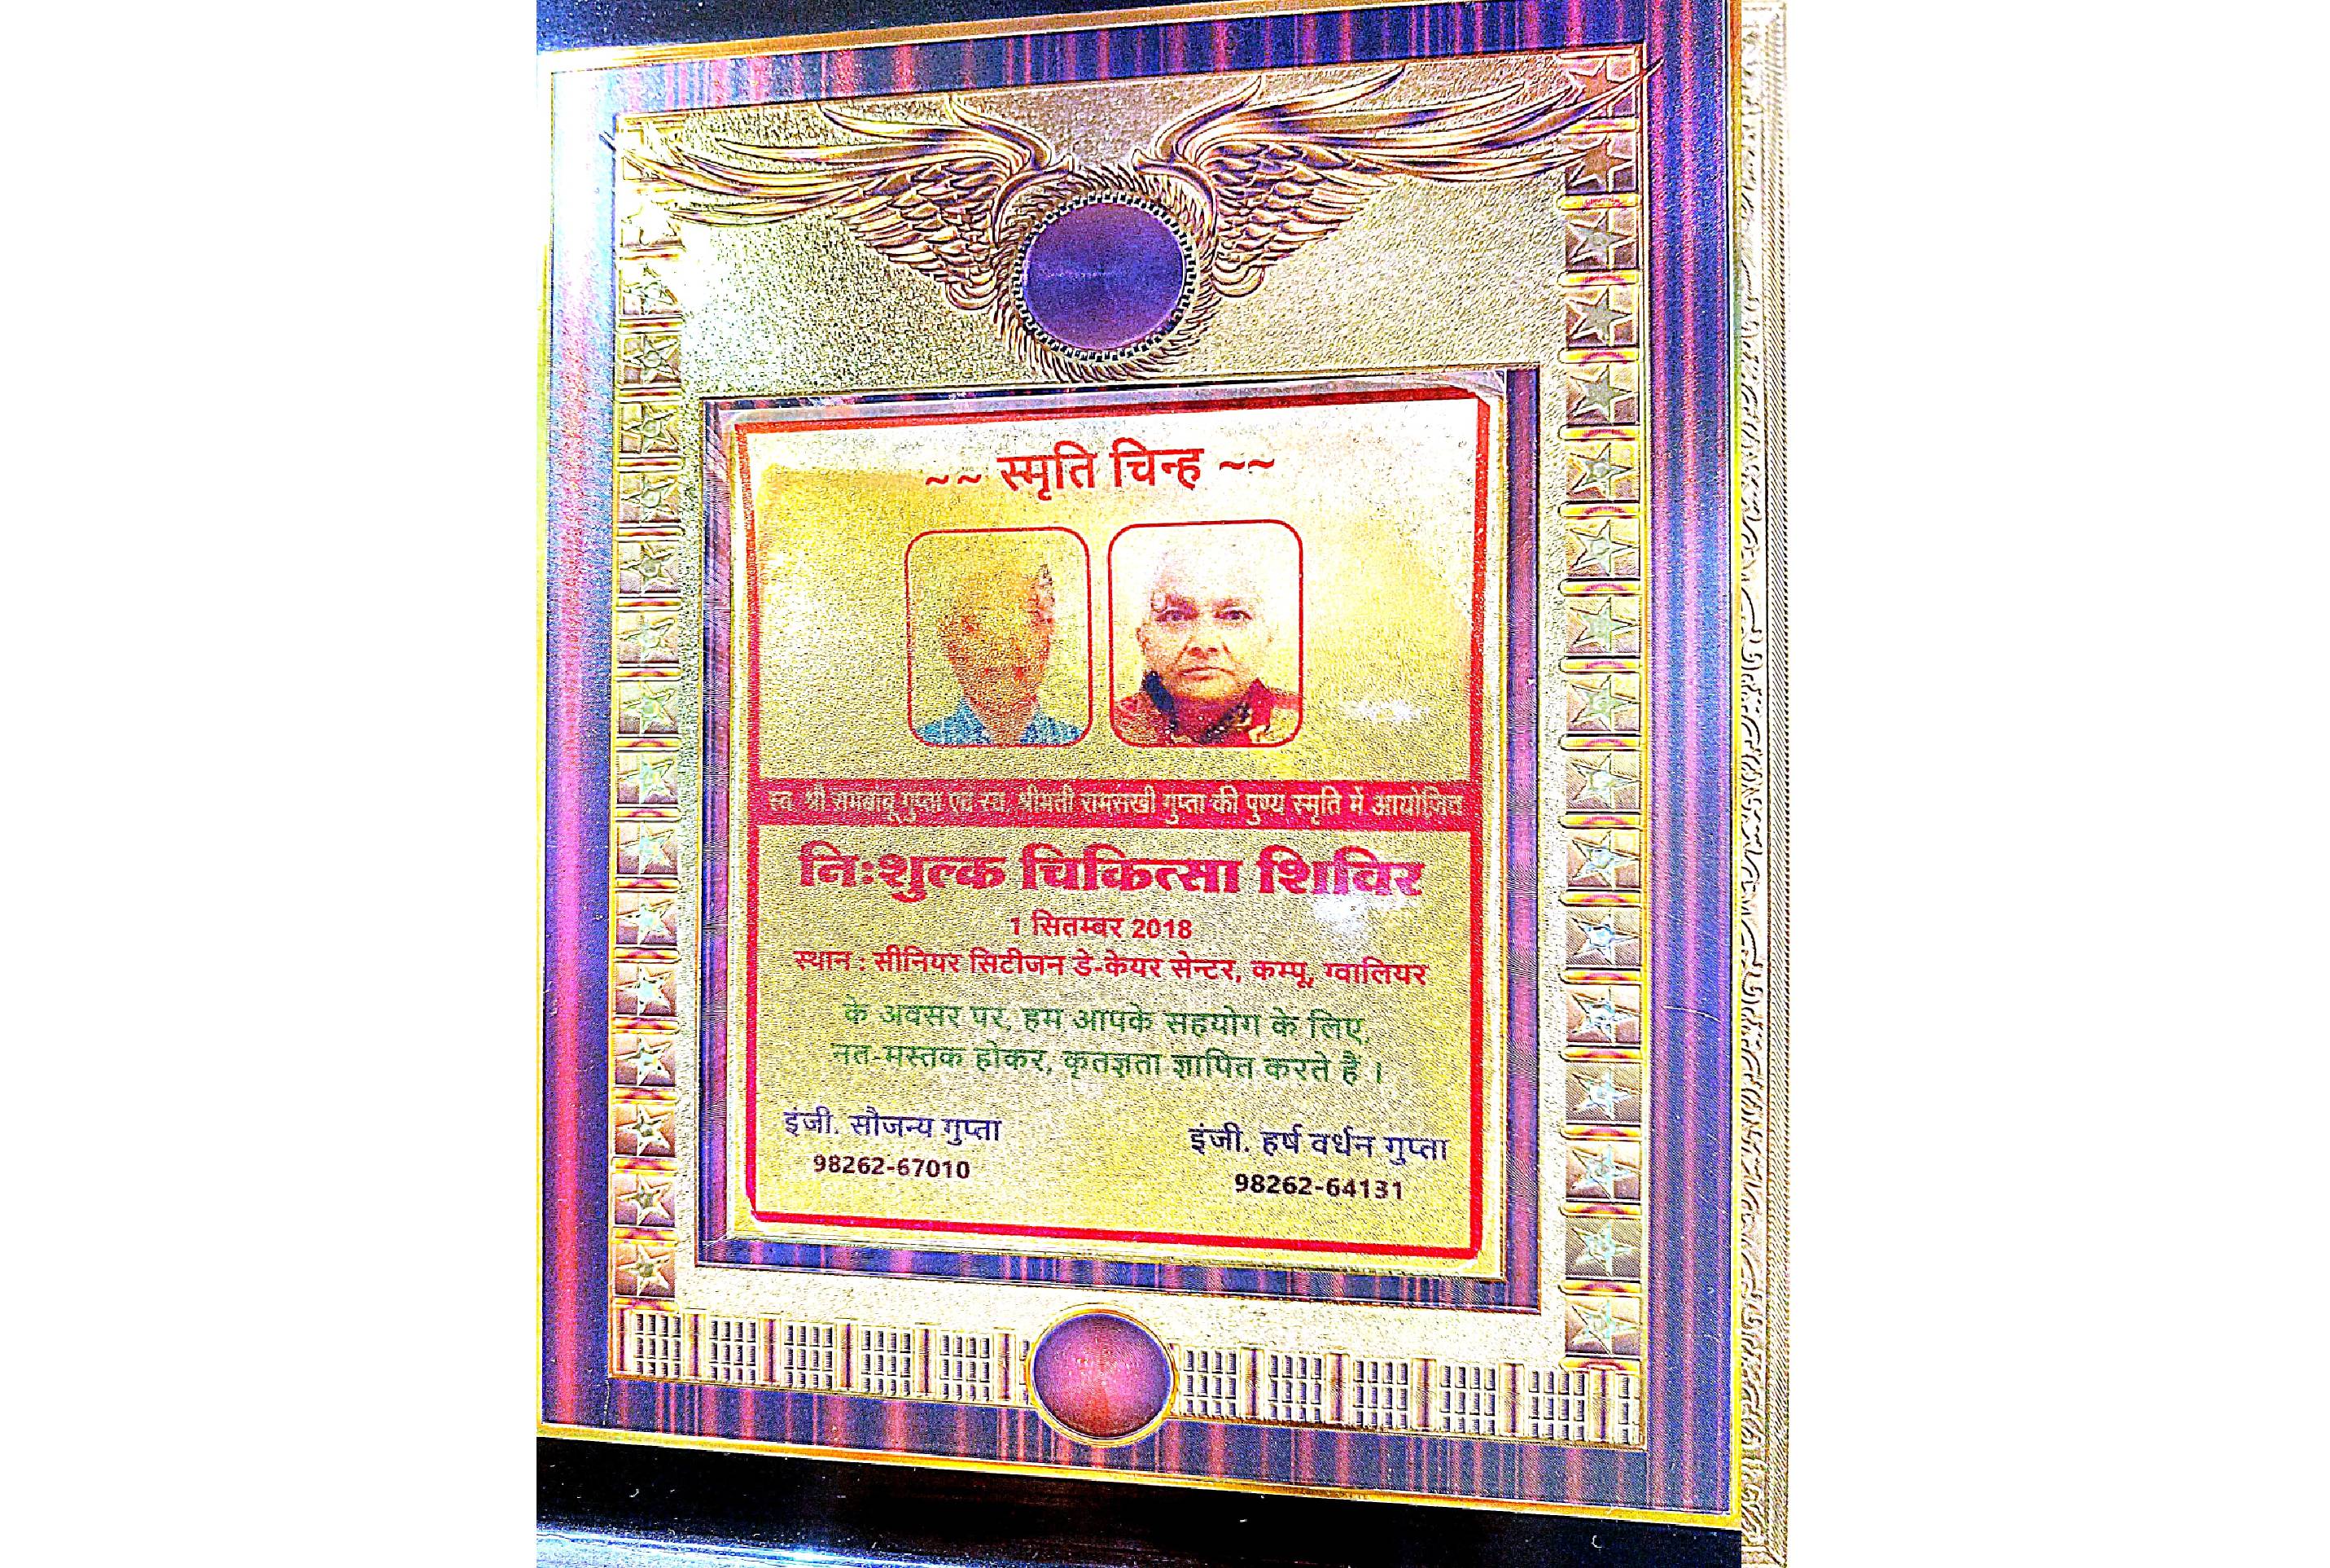 ~~ स्मृति चिन्ह ~~
स्व. श्री रामबाबू गुप्ता एवं स्व. श्रीमती रामसखी गुप्ता की पुण्य स्मृति में आयोजित
निःशुल्क चिकित्सा शिविर
1 सितम्बर 2018
स्थान : सीनियर सिटीजन डे-केयर सेन्टर, कम्पू, ग्वालियर
के अवसर पर, हम आपके सहयोग के लिए,
नत-मस्तक होकर, कृतज्ञता ज्ञापित करते है ।
इंजी. सौजन्य गुप्ता
98262-67010
इंजी. हर्ष वर्धन गुप्ता
98262-64131